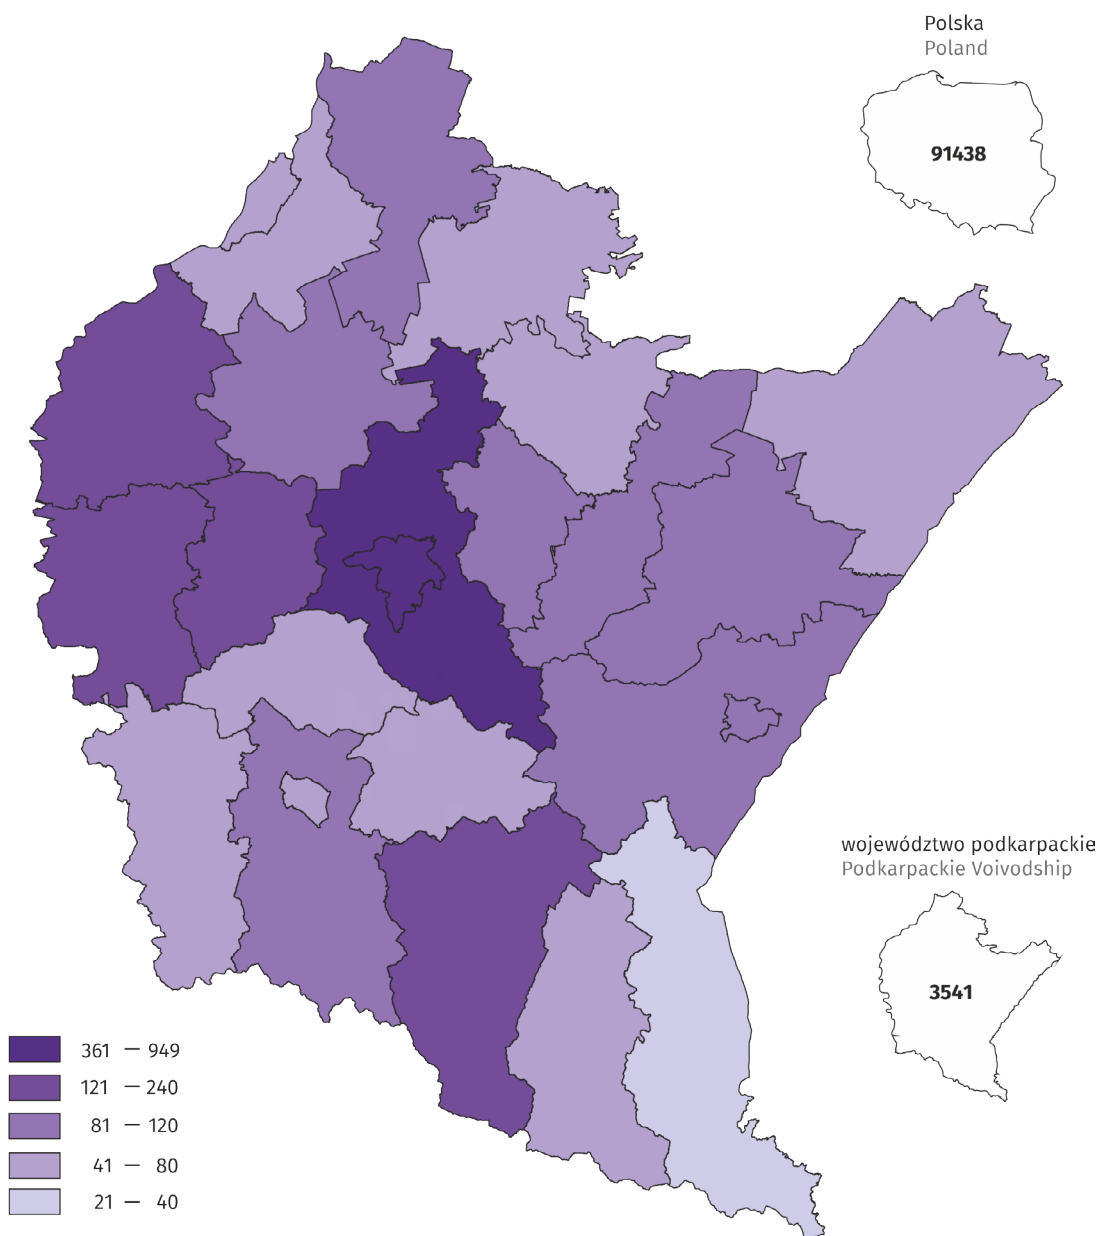 Polska
Poland
91438
województwo podkarpackie
Podkarpackie Voivodship
3541
361 – 949
121 – 240
81 – 120
41 – 80
21 – 40